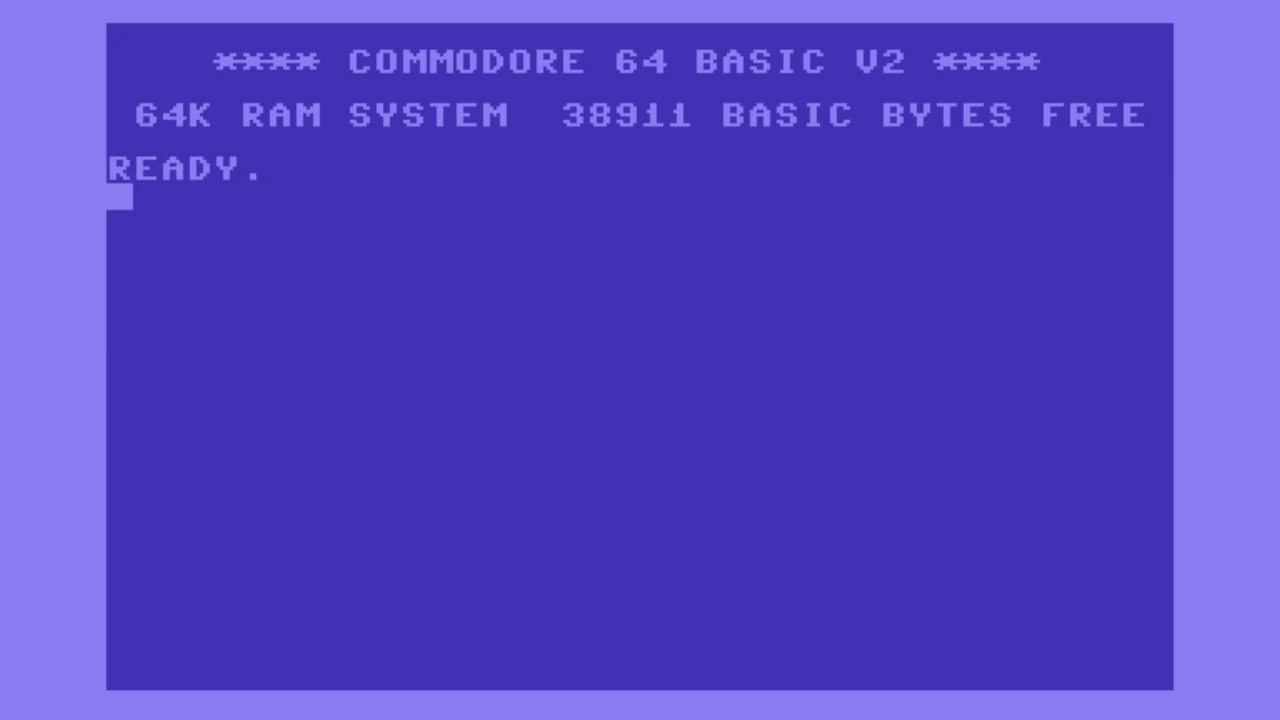 **** COMMODORE 64 BASIC V2 ****
64K RAM SYSTEM  38911 BASIC BYTES FREE
READY.